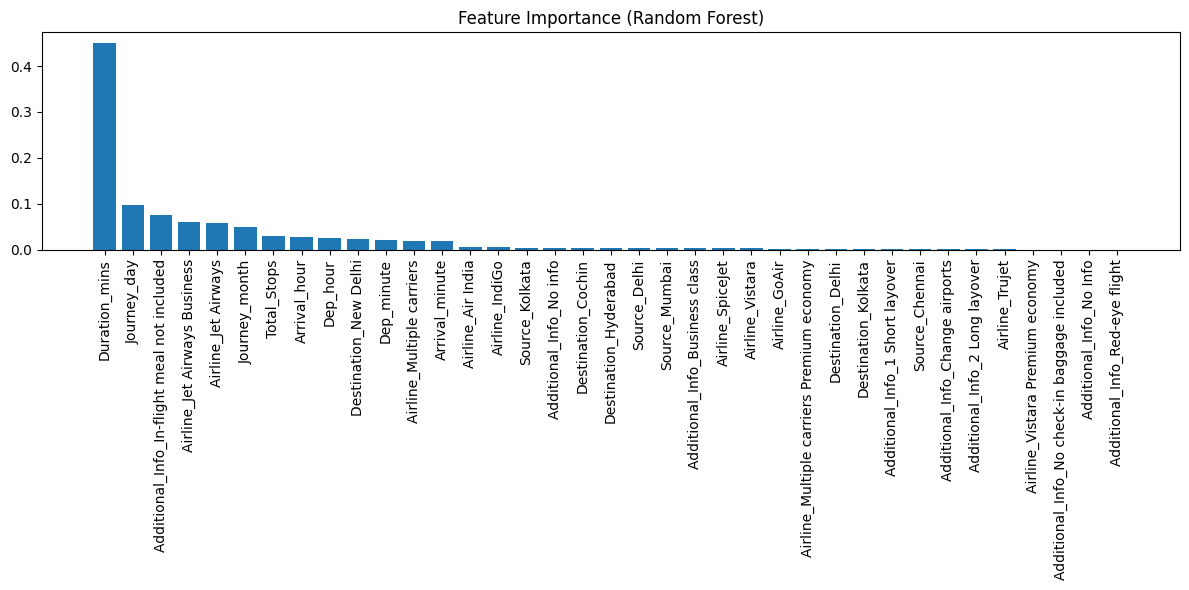 Feature Importance (Random Forest)
0.4
0.3
0.2
0.1
0.0
Duration_mins
Journey_day
Additional_Info_In-flight meal not included
Airline_Jet Airways Business
Airline_Jet Airways
Journey_month
Total_Stops
Arrival_hour
Dep_hour
Destination_New Delhi
Dep_minute
Airline_Multiple carriers
Arrival_minute
Airline_Air India
Airline_IndiGo
Source_Kolkata
Additional_Info_No info
Destination_Cochin
Destination_Hyderabad
Source_Delhi
Source_Mumbai
Additional_Info_Business class
Airline_SpiceJet
Airline_Vistara
Airline_GoAir
Airline_Multiple carriers Premium economy
Destination_Delhi
Destination_Kolkata
Additional_Info_1 Short layover
Source_Chennai
Additional_Info_Change airports
Additional_Info_2 Long layover
Airline_Trujet
Airline_Vistara Premium economy
Additional_Info_No check-in baggage included
Additional_Info_No Info
Additional_Info_Red-eye flight